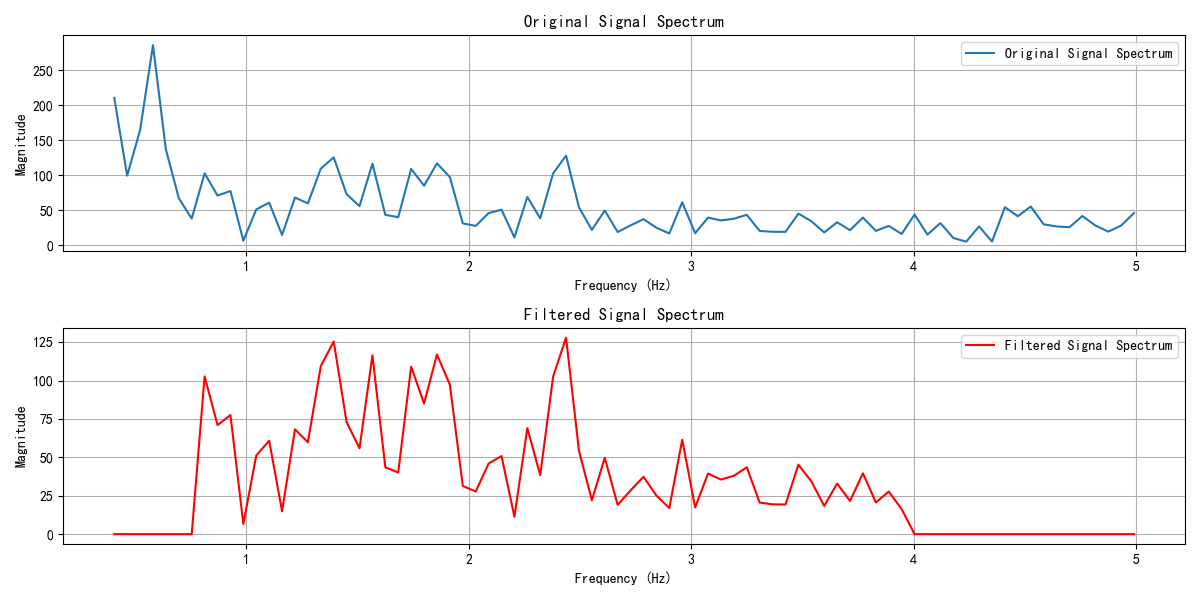 Original Signal Spectrum
Original Signal Spectrum
Magnitude
250
200
150
100
50
0
1
2
3
4
5
Frequency (Hz)
Filtered Signal Spectrum
Filtered Signal Spectrum
Magnitude
125
100
75
50
25
0
1
2
3
4
5
Frequency (Hz)